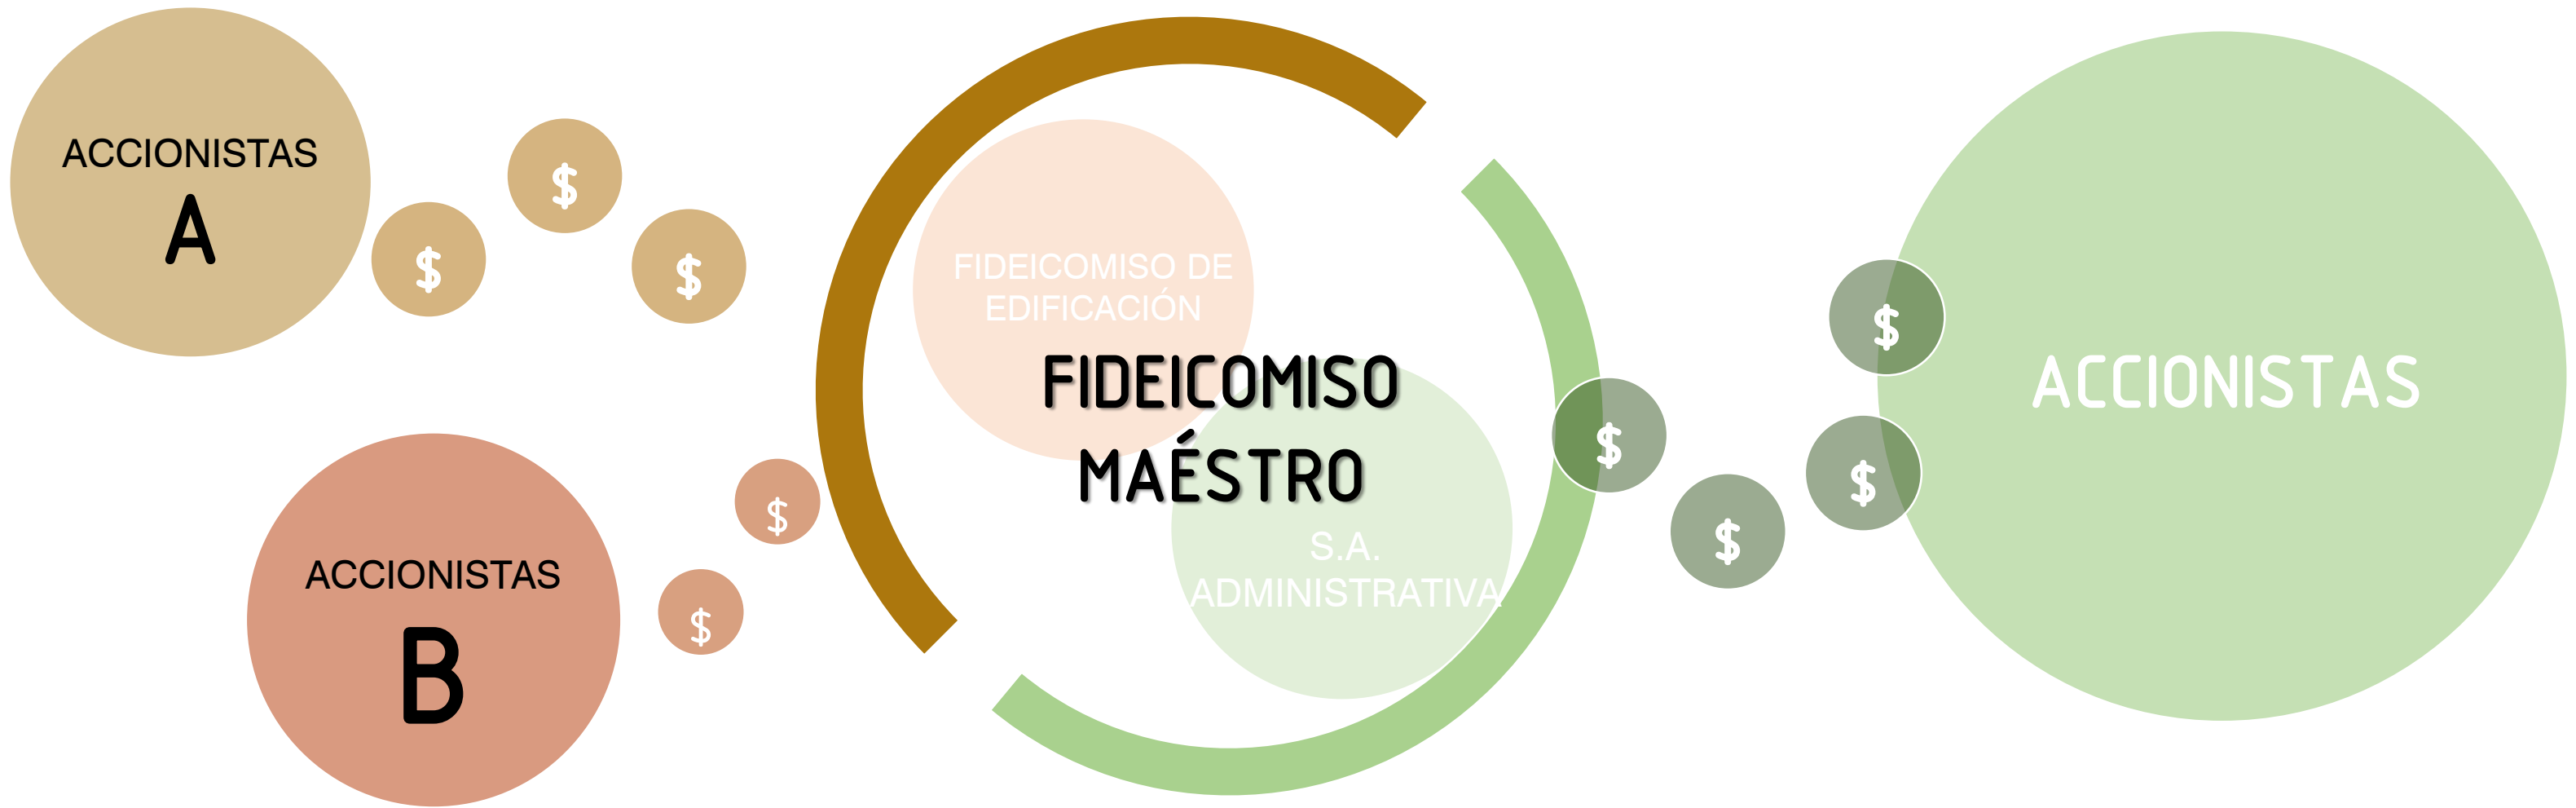 ACCIONISTAS
A
$
$
$
ACCIONISTAS
B
$
$
FIDEICOMISO DE
EDIFICACIÓN
FIDEICOMISO
MAÉSTRO
S.A.
ADMINISTRATIVA
$
$
$
$
ACCIONISTAS